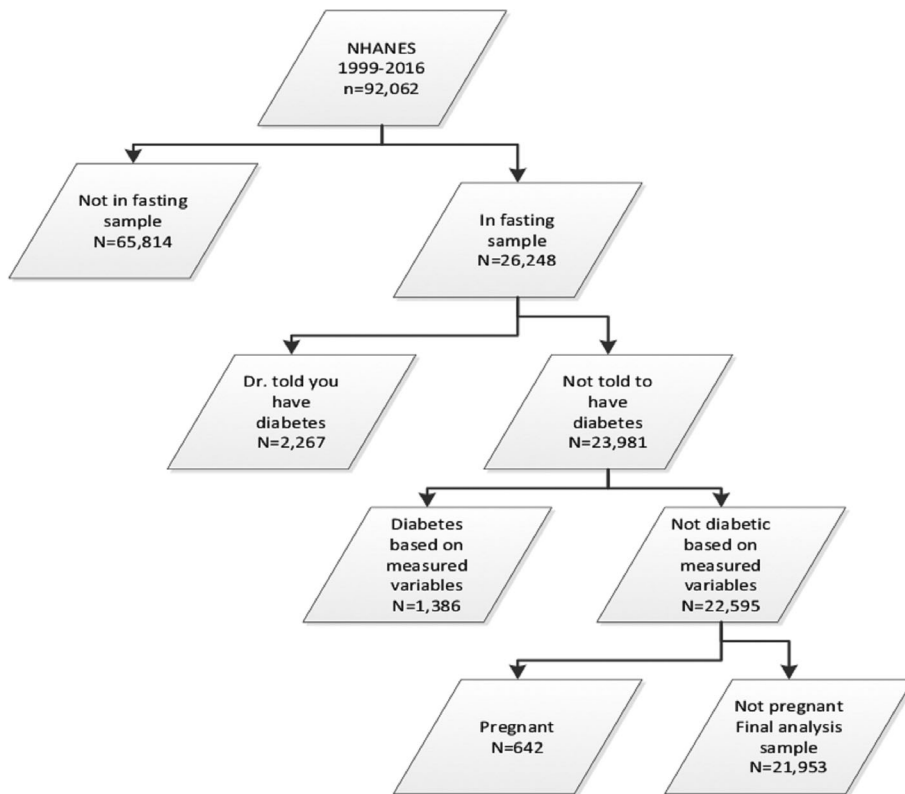 NHANES
1999-2016
n=92,062
Not in fasting
sample
N=65,814
In fasting
sample
N=26,248
Dr. told you
have
diabetes
N=2,267
Not told to
have
diabetes
N=23,981
Diabetes
based on
measured
variables
N=1,386
Not diabetic
based on
measured
variables
N=22,595
Pregnant
N=642
Not pregnant
Final analysis
sample
N=21,953